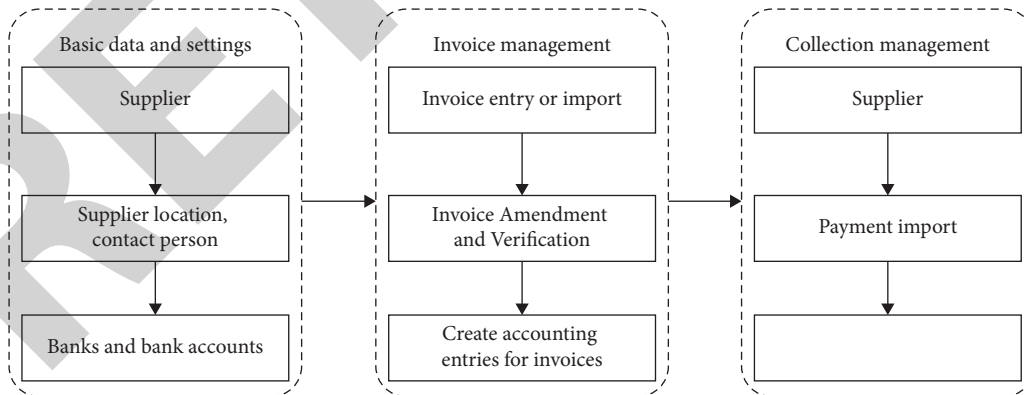 Basic data and settings
Supplier
Supplier location,
contact person
Banks and bank accounts
Invoice management
Invoice entry or import
Invoice Amendment
and Verification
Create accounting
entries for invoices
Collection management
Supplier
Payment import